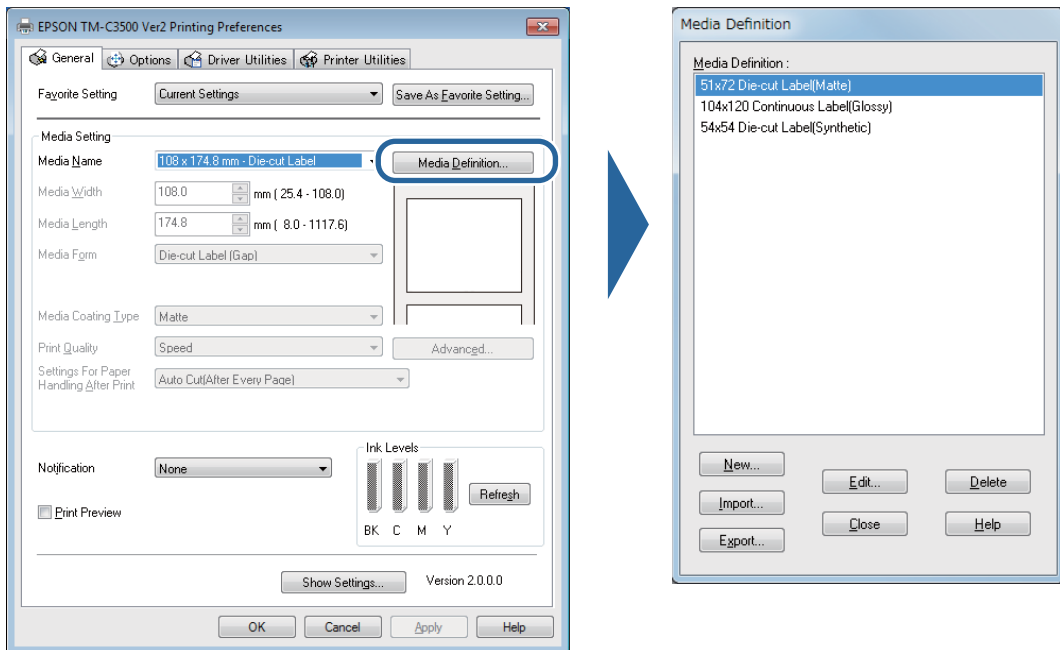 EPSON TM-C3500 Ver2 Printing Preferences
General Options Driver Utilities Printer Utilities
Favorite Setting Current Settings Save As Favorite Setting...
Media Setting
Media Name 108 x 174.8 mm - Die-cut Label Media Definition...
Media Width 108.0 mm ( 25.4 - 108.0)
Media Length 174.8 mm ( 8.0 - 1117.6)
Media Form Die-cut Label (Gap)
Media Coating Type Matte
Print Quality Speed Advanced...
Settings For Paper
Handling After Print Auto Cut(After Every Page)
Ink Levels
Notification None
Refresh
Print Preview
BK C M Y
Show Settings... Version 2.0.0.0
OK Cancel Apply Help
Media Definition
Media Definition :
51x72 Die-cut Label(Matte)
104x120 Continuous Label(Glossy)
54x54 Die-cut Label(Synthetic)
New...
Edit... Delete
Import...
Close Help
Export...